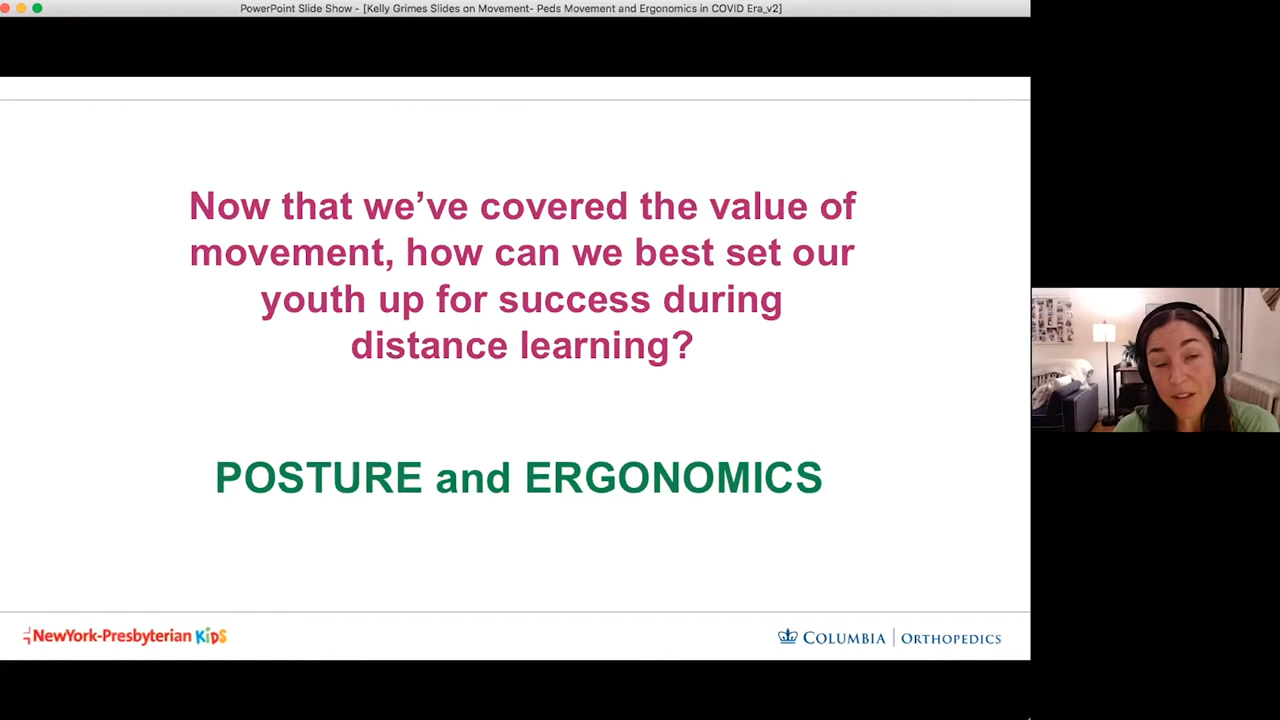 PowerPoint Slide Show - [Kelly Grimes Slides on Movement- Peds Movement and Ergonomics in COVID Era_v2]
Now that we’ve covered the value of
movement, how can we best set our
youth up for success during
distance learning?
POSTURE and ERGONOMICS
NewYork-Presbyterian KiDS
COLUMBIA | ORTHOPEDICS